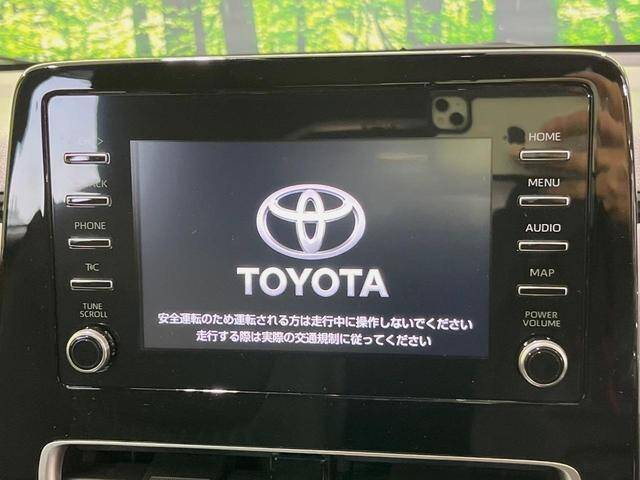 HOME
MENU
PHONE
AUDIO
TC
MAP
TUNE
SCROLL
POWER
VOLUME
TOYOTA
安全運転のため運転される方は走行中に操作しないでください
走行する際は実際の交通規制に従ってください